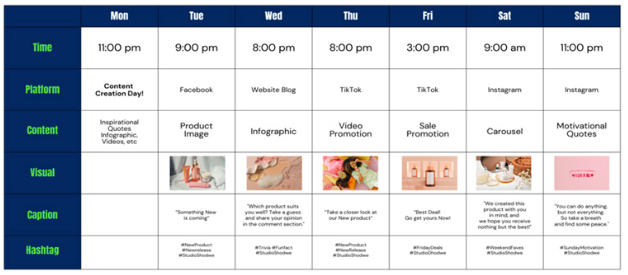 Mon Tue Wed Thu Fri Sat Sun
Time 11:00 pm 9:00 pm 8:00 pm 8:00 pm 3:00 pm 9:00 am 11:00 pm
Platform Content Creation Day! Facebook Website Blog TikTok TikTok Instagram Instagram
Content Inspirational Quotes Infographic, Videos, etc Product Image Infographic Video Promotion Sale Promotion Carousel Motivational Quotes
Visual
Caption "Something New is coming" "Which product suits you well? Take a guess and share your opinion in the comment section." "Take a closer look at our New product" "Best Deal! Go get yours Now! "We created this product with you in mind, and we hope you receive nothing but the best" "You can do anything, but not everything. So take a breath and find some peace."
Hashtag #NewProduct #Newrelease #StudioShodwe #Trivia #Funfact #StudioShodwe #NewProduct #NewRelease #StudioShodwe #FridayDeals #StudioDhodwe #WeekendFaves #StudioShodwe #SundayMotivation #StudioShodwe